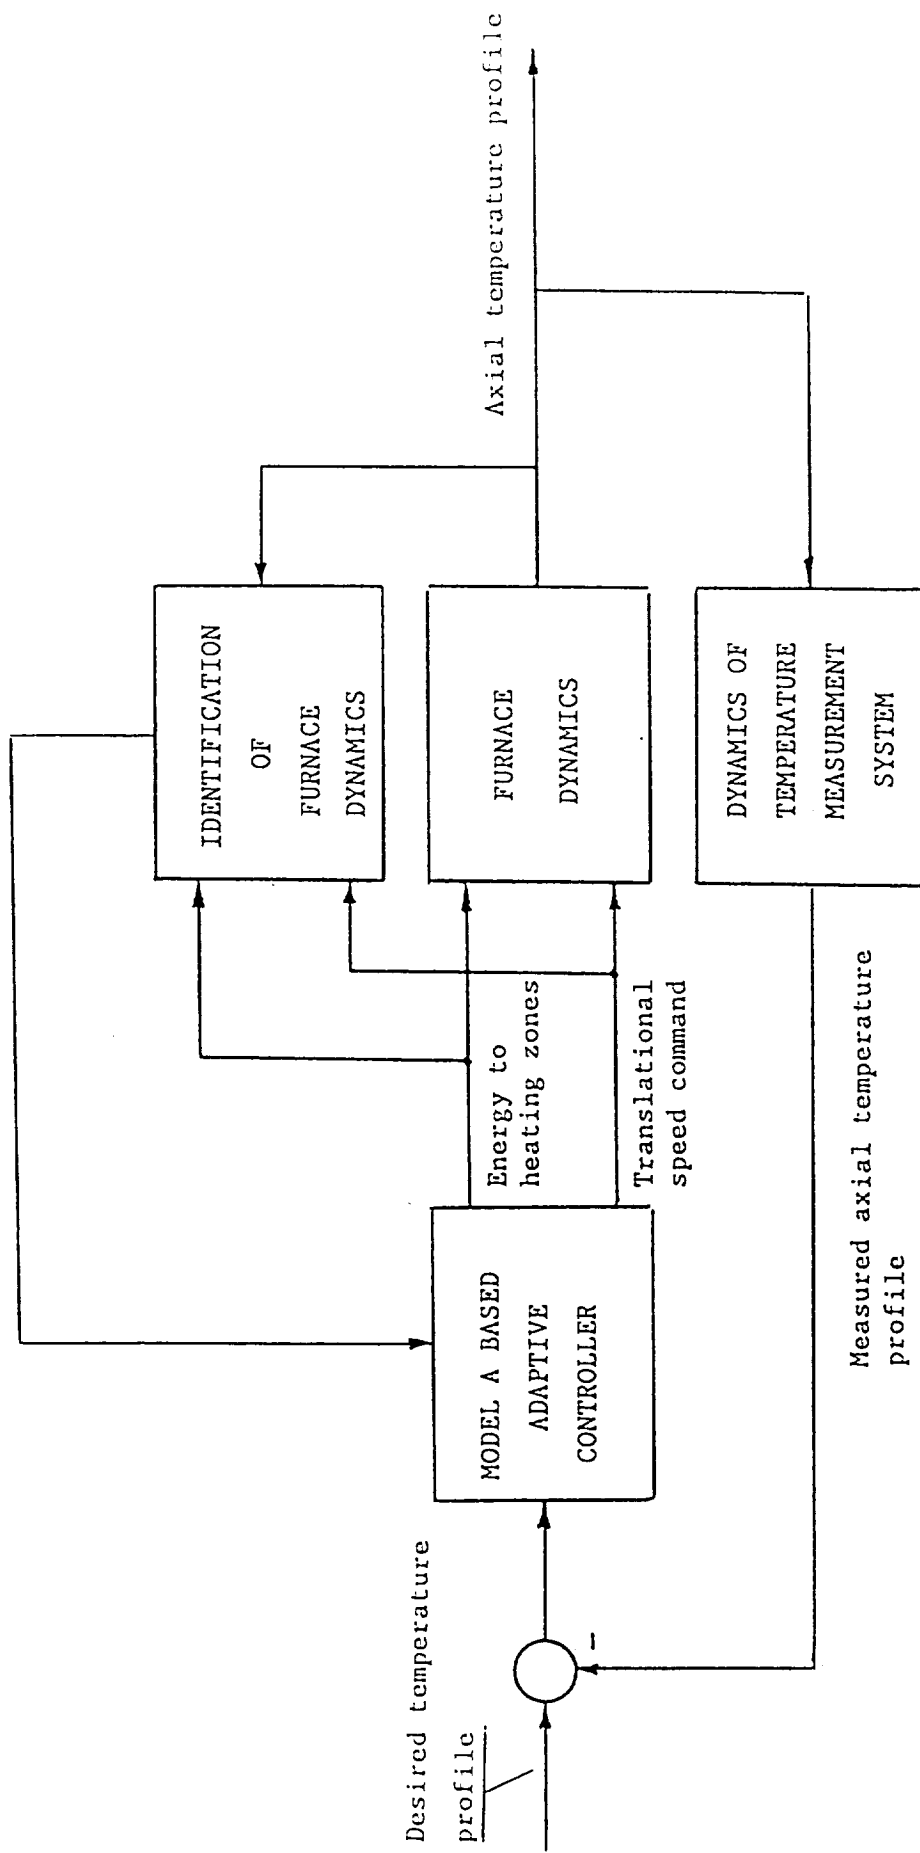 Desired temperature
profile
MODEL A BASED
ADAPTIVE
CONTROLLER
Energy to
heating zones
Translational
speed command
IDENTIFICATION
OF
FURNACE
DYNAMICS
FURNACE
DYNAMICS
DYNAMICS OF
TEMPERATURE
MEASUREMENT
SYSTEM
Axial temperature profile
Measured axial temperature
profile
-